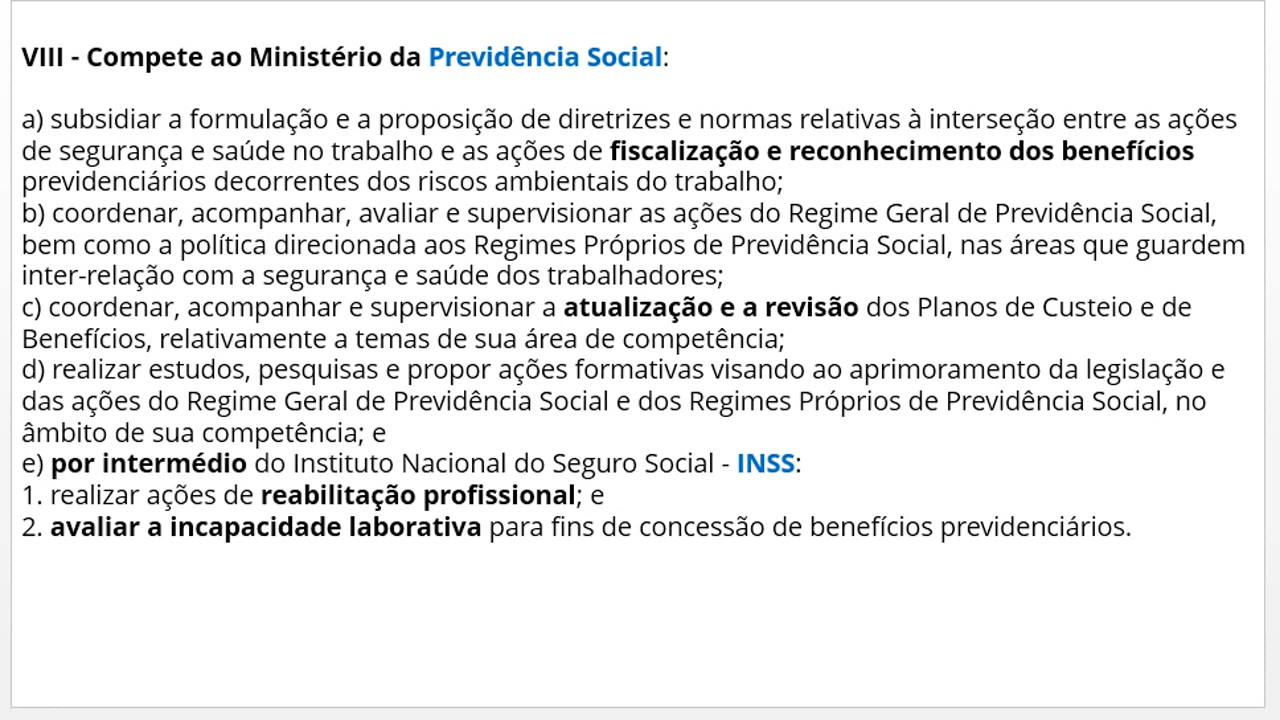 VIII - Compete ao Ministério da Previdência Social:
a) subsidiar a formulação e a proposição de diretrizes e normas relativas à interseção entre as ações
de segurança e saúde no trabalho e as ações de fiscalização e reconhecimento dos benefícios
previdenciários decorrentes dos riscos ambientais do trabalho;
b) coordenar, acompanhar, avaliar e supervisionar as ações do Regime Geral de Previdência Social,
bem como a política direcionada aos Regimes Próprios de Previdência Social, nas áreas que guardem
inter-relação com a segurança e saúde dos trabalhadores;
c) coordenar, acompanhar e supervisionar a atualização e a revisão dos Planos de Custeio e de
Benefícios, relativamente a temas de sua área de competência;
d) realizar estudos, pesquisas e propor ações formativas visando ao aprimoramento da legislação e
das ações do Regime Geral de Previdência Social e dos Regimes Próprios de Previdência Social, no
âmbito de sua competência; e
e) por intermédio do Instituto Nacional do Seguro Social - INSS:
1. realizar ações de reabilitação profissional; e
2. avaliar a incapacidade laborativa para fins de concessão de benefícios previdenciários.